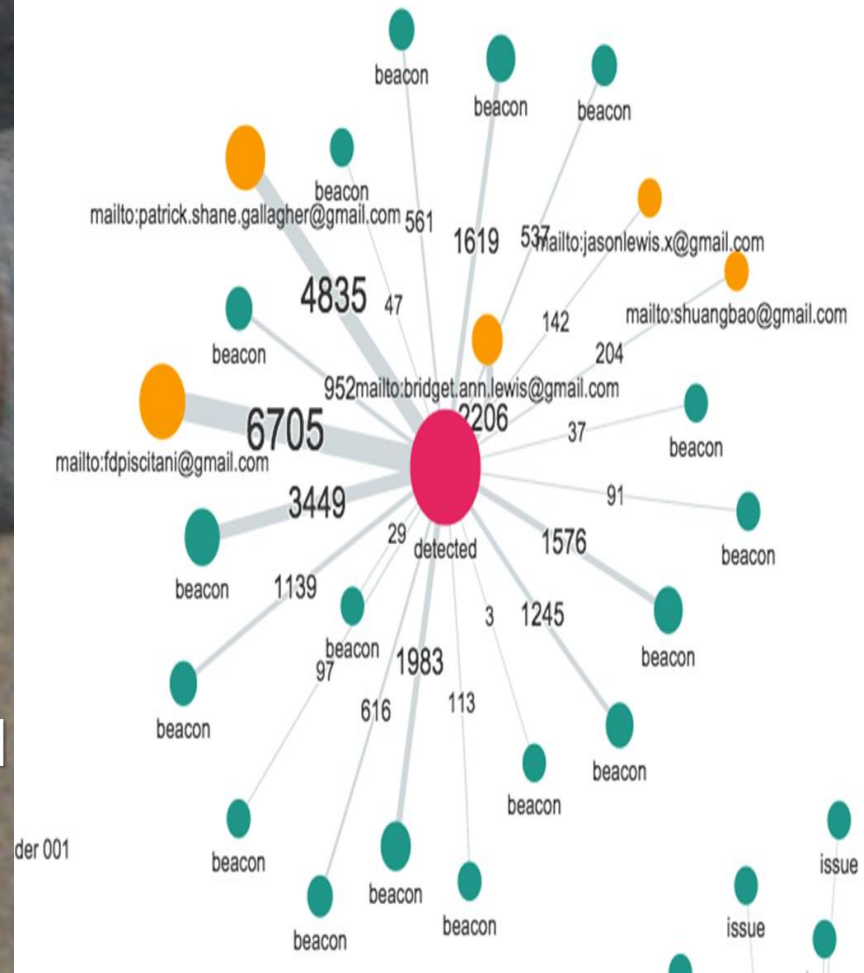 beacon
beacon
beacon
beacon
mailto:patrick.shane.gallagher@gmail.com
561
1619
537
mailto:jasonlewis.x@gmail.com
4835
47
142
mailto:shuangbao@gmail.com
beacon
204
952
mailto:bridget.ann.lewis@gmail.com
2206
6705
37
beacon
mailto:fdpiscitani@gmail.com
3449
91
29
detected
1576
beacon
beacon
1139
3
1245
beacon
beacon
97
1983
113
616
beacon
beacon
beacon
der 001
beacon
issue
beacon
beacon
issue
beacon